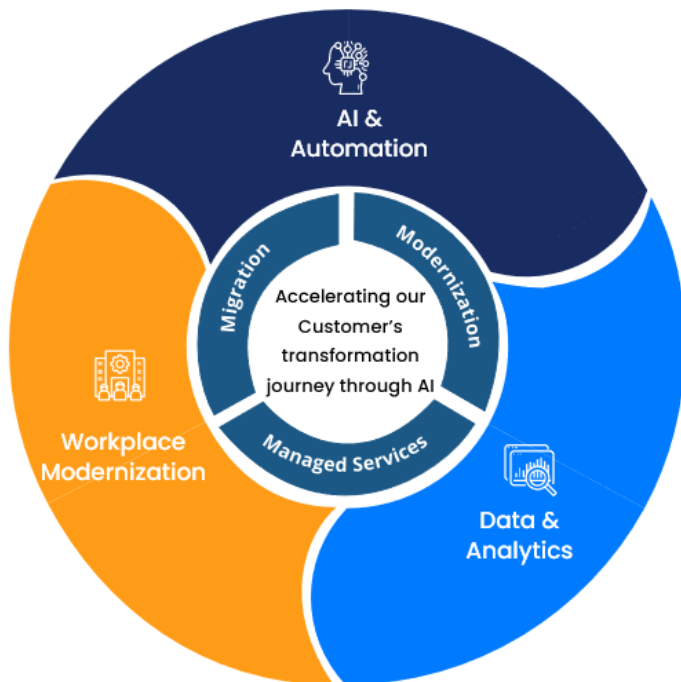 AI &
Automation
Migration
Modernization
Accelerating our
Customer’s
transformation
journey through AI
Managed Services
Workplace
Modernization
Data &
Analytics